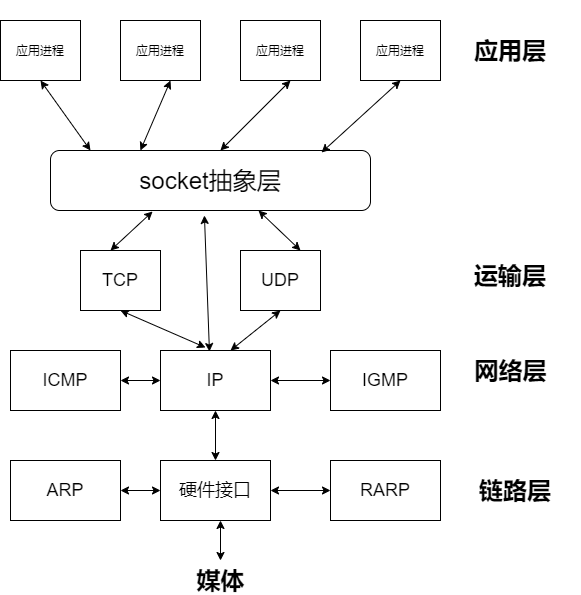 应用进程 应用进程 应用进程 应用进程 应用层
socket抽象层
TCP UDP 运输层
ICMP IP IGMP 网络层
ARP 硬件接口 RARP 链路层
媒体